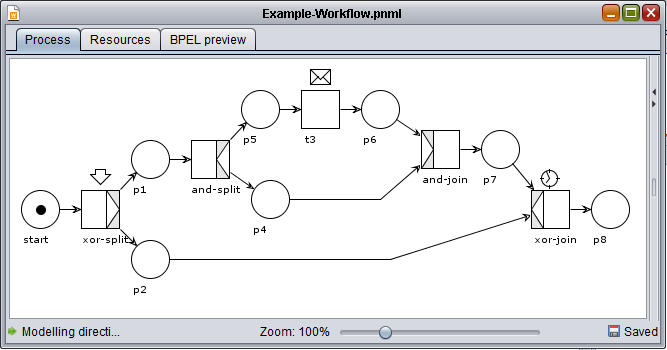 Example-Workflow.pnml
Process
Resources
BPEL preview
p5
t3
p6
p1
and-split
and-join
p7
p4
start
xor-split
xor-join
p8
p2
Modelling directi...
Zoom: 100%
Saved